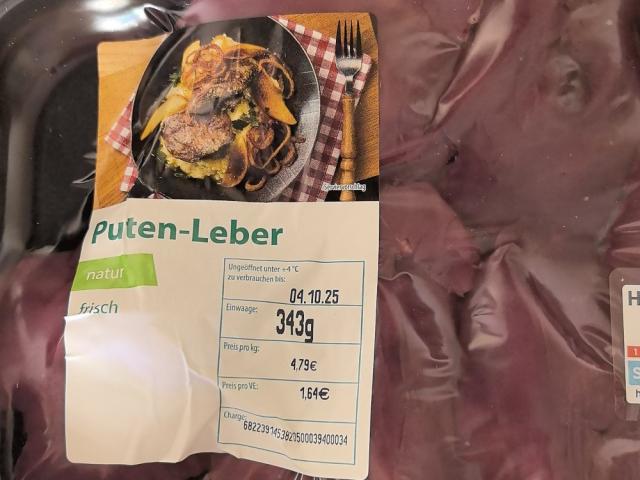 Serviervorschlag
Puten-Leber
natur
frisch
Ungeöffnet unter +4 °C
zu verbrauchen bis:
04.10.25
Einwaage:
343g
Preis pro kg:
4,79€
Preis pro VE:
1,64€
Charge:
H
1
S
h